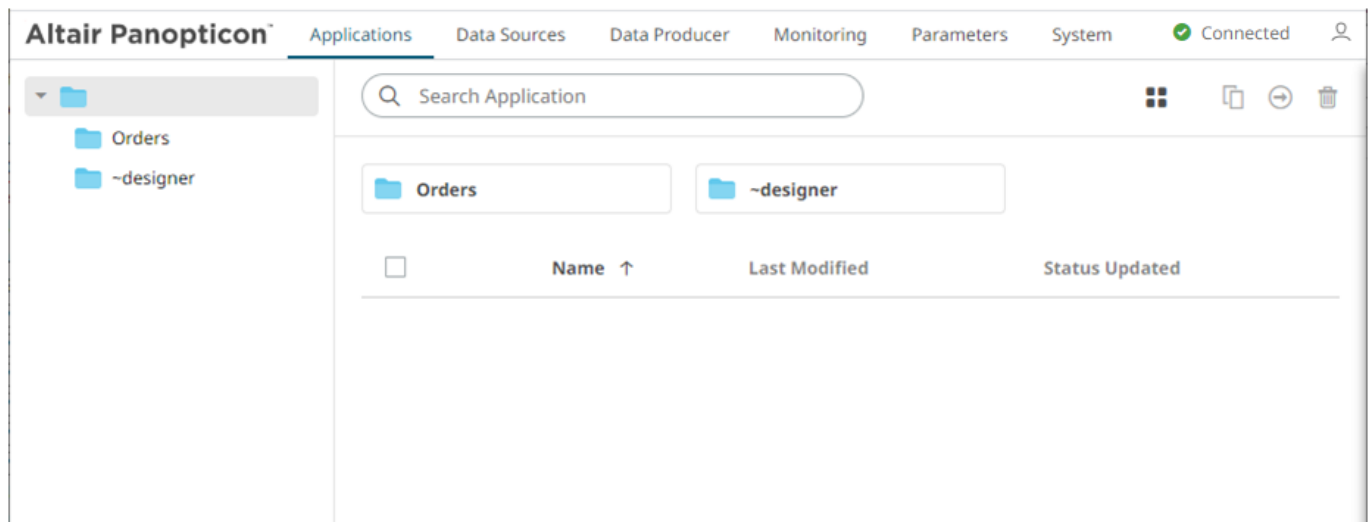 Altair Panopticon™ Applications Data Sources Data Producer Monitoring Parameters System Connected
Orders
~designer
Search Application
Orders ~designer
Name ↑ Last Modified Status Updated